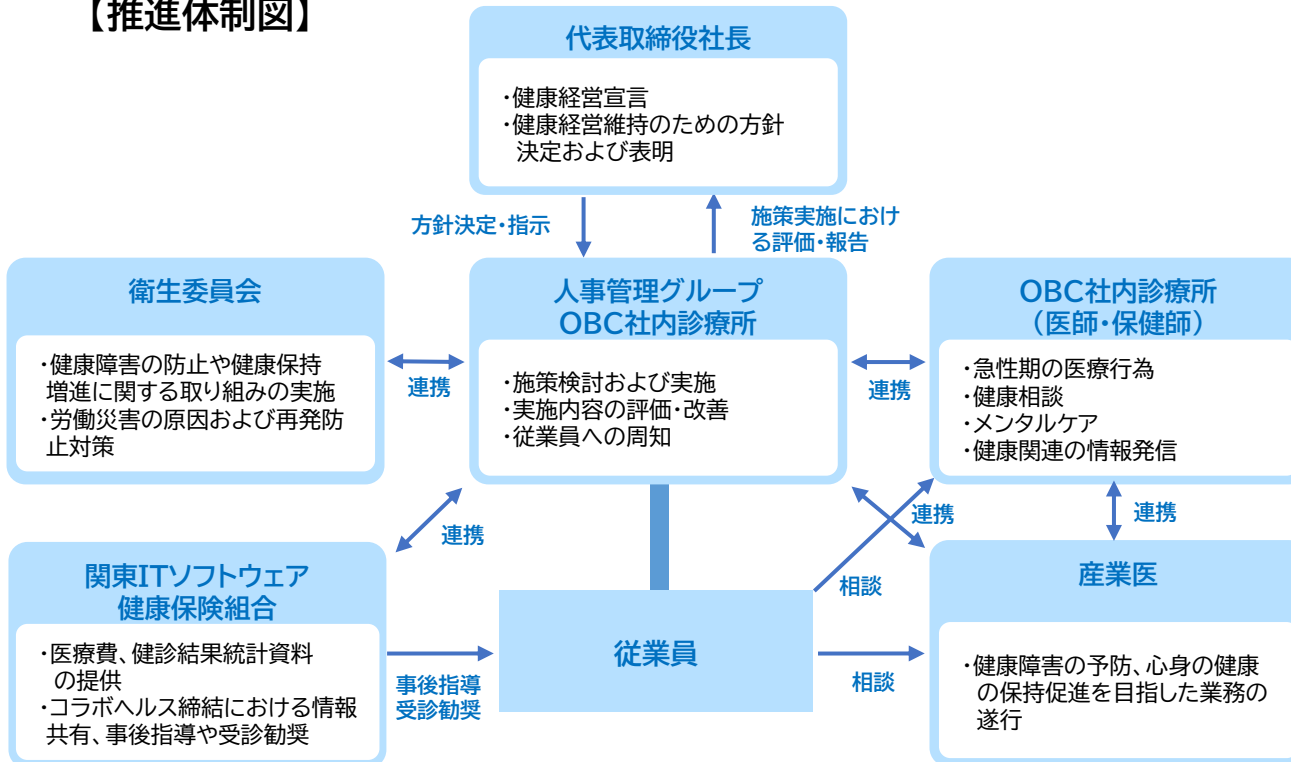 【推進体制図】
代表取締役社長
・健康経営宣言
・健康経営維持のための方針
決定および表明
方針決定・指示
施策実施におけ
る評価・報告
衛生委員会
・健康障害の防止や健康保持
増進に関する取り組みの実施
・労働災害の原因および再発防
止対策
連携
人事管理グループ
OBC社内診療所
・施策検討および実施
・実施内容の評価・改善
・従業員への周知
連携
OBC社内診療所
（医師・保健師）
・急性期の医療行為
・健康相談
・メンタルケア
・健康関連の情報発信
連携
連携
連携
関東ITソフトウェア
健康保険組合
・医療費、健診結果統計資料
の提供
・コラボヘルス締結における情報
共有、事後指導や受診勧奨
事後指導
受診勧奨
従業員
相談
相談
産業医
・健康障害の予防、心身の健康
の保持促進を目指した業務の
遂行